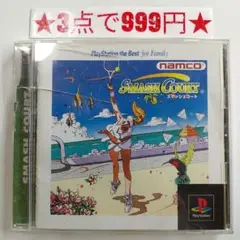 ★3点で999円★
PlayStation the Best for Family
namco
SMASH COURT
スマッシュコート
SMASH COURT
PlayStation